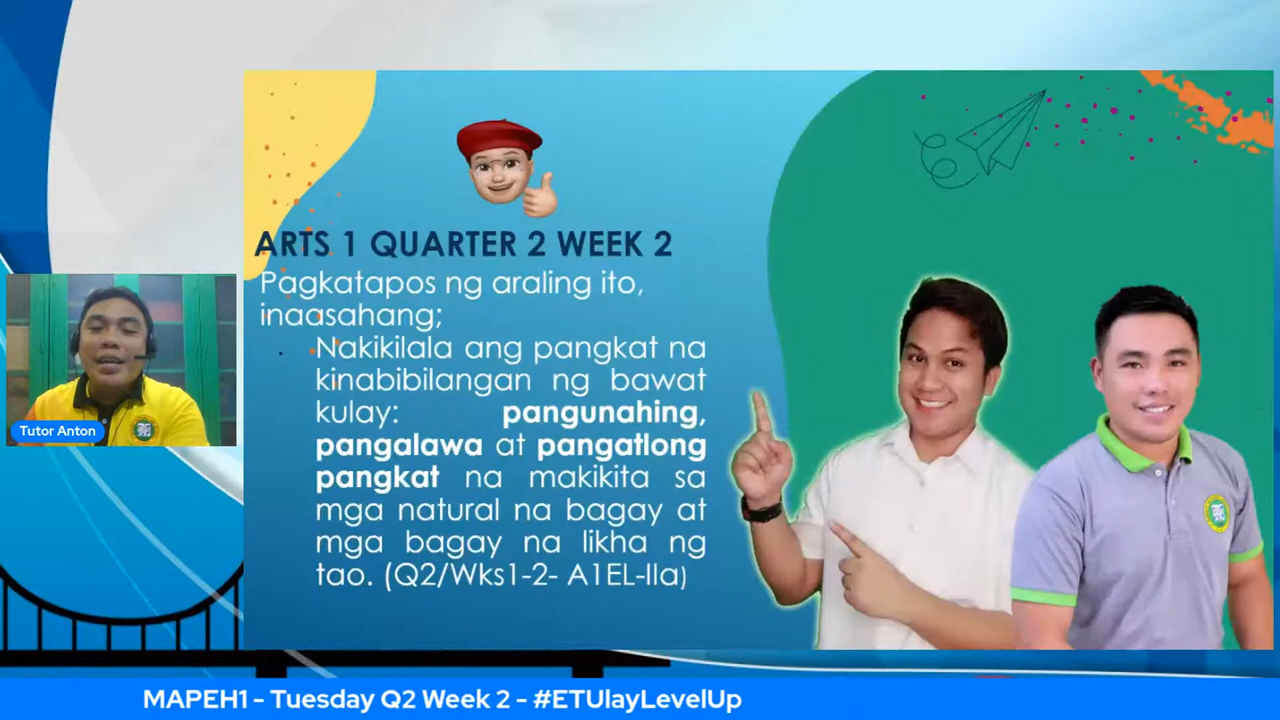 ARTS 1 QUARTER 2 WEEK 2
Pagkatapos ng araling ito,
inaasahang;
Nakikilala ang pangkat na
kinabibilangan ng bawat
kulay: pangunahing,
pangalawa at pangatlong
pangkat na makikita sa
mga natural na bagay at
mga bagay na likha ng
tao. (Q2/Wks1-2- A1EL-IIa)
Tutor Anton
MAPEH1 - Tuesday Q2 Week 2 - #ETUlayLevelUp